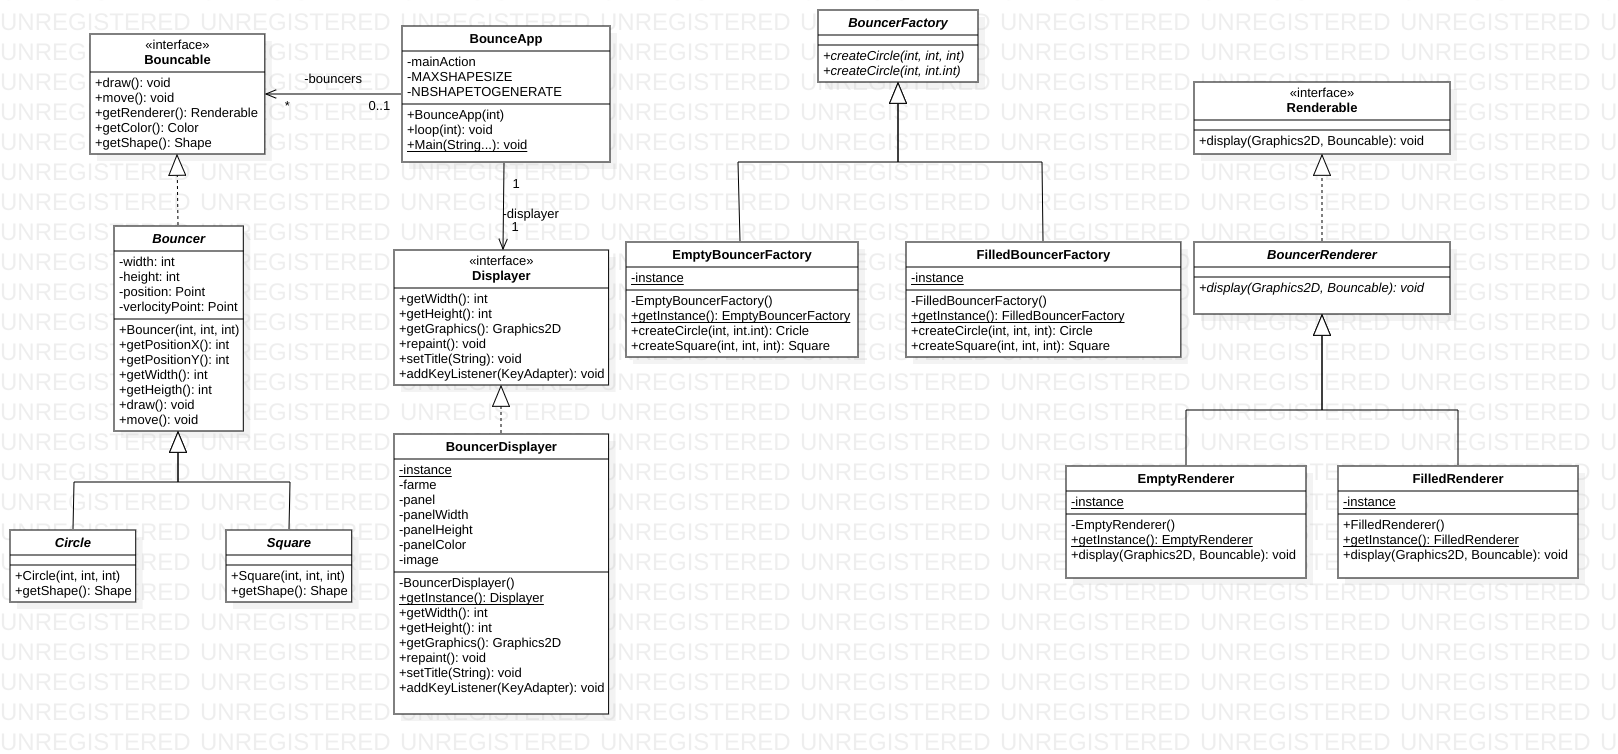 «interface»
Bouncable
+draw(): void
+move(): void
+getRenderer(): Renderable
+getColor(): Color
+getShape(): Shape
-bouncers
*
0..1
BounceApp
-mainAction
-MAXSHAPESIZE
-NBSHAPETOGENERATE
+BounceApp(int)
+loop(int): void
+Main(String...): void
1
-displayer
1
Bouncer
-width: int
-height: int
-position: Point
-verlocityPoint: Point
+Bouncer(int, int, int)
+getPositionX(): int
+getPositionY(): int
+getWidth(): int
+getHeigth(): int
+draw(): void
+move(): void
Circle
+Circle(int, int, int)
+getShape(): Shape
Square
+Square(int, int, int)
+getShape(): Shape
«interface»
Displayer
+getWidth(): int
+getHeight(): int
+getGraphics(): Graphics2D
+repaint(): void
+setTitle(String): void
+addKeyListener(KeyAdapter): void
BouncerDisplayer
-instance
-farme
-panel
-panelWidth
-panelHeight
-panelColor
-image
-BouncerDisplayer()
+getInstance(): Displayer
+getWidth(): int
+getHeight(): int
+getGraphics(): Graphics2D
+repaint(): void
+setTitle(String): void
+addKeyListener(KeyAdapter): void
BouncerFactory
+createCircle(int, int, int)
+createCircle(int, int.int)
EmptyBouncerFactory
-instance
-EmptyBouncerFactory()
+getInstance(): EmptyBouncerFactory
+createCircle(int, int.int): Cricle
+createSquare(int, int, int): Square
FilledBouncerFactory
-instance
-FilledBouncerFactory()
+getInstance(): FilledBouncerFactory
+createCircle(int, int, int): Circle
+createSquare(int, int, int): Square
«interface»
Renderable
+display(Graphics2D, Bouncable): void
BouncerRenderer
+display(Graphics2D, Bouncable): void
EmptyRenderer
-instance
-EmptyRenderer()
+getInstance(): EmptyRenderer
+display(Graphics2D, Bouncable): void
FilledRenderer
-instance
+FilledRenderer()
+getInstance(): FilledRenderer
+display(Graphics2D, Bouncable): void
UNREGISTERED